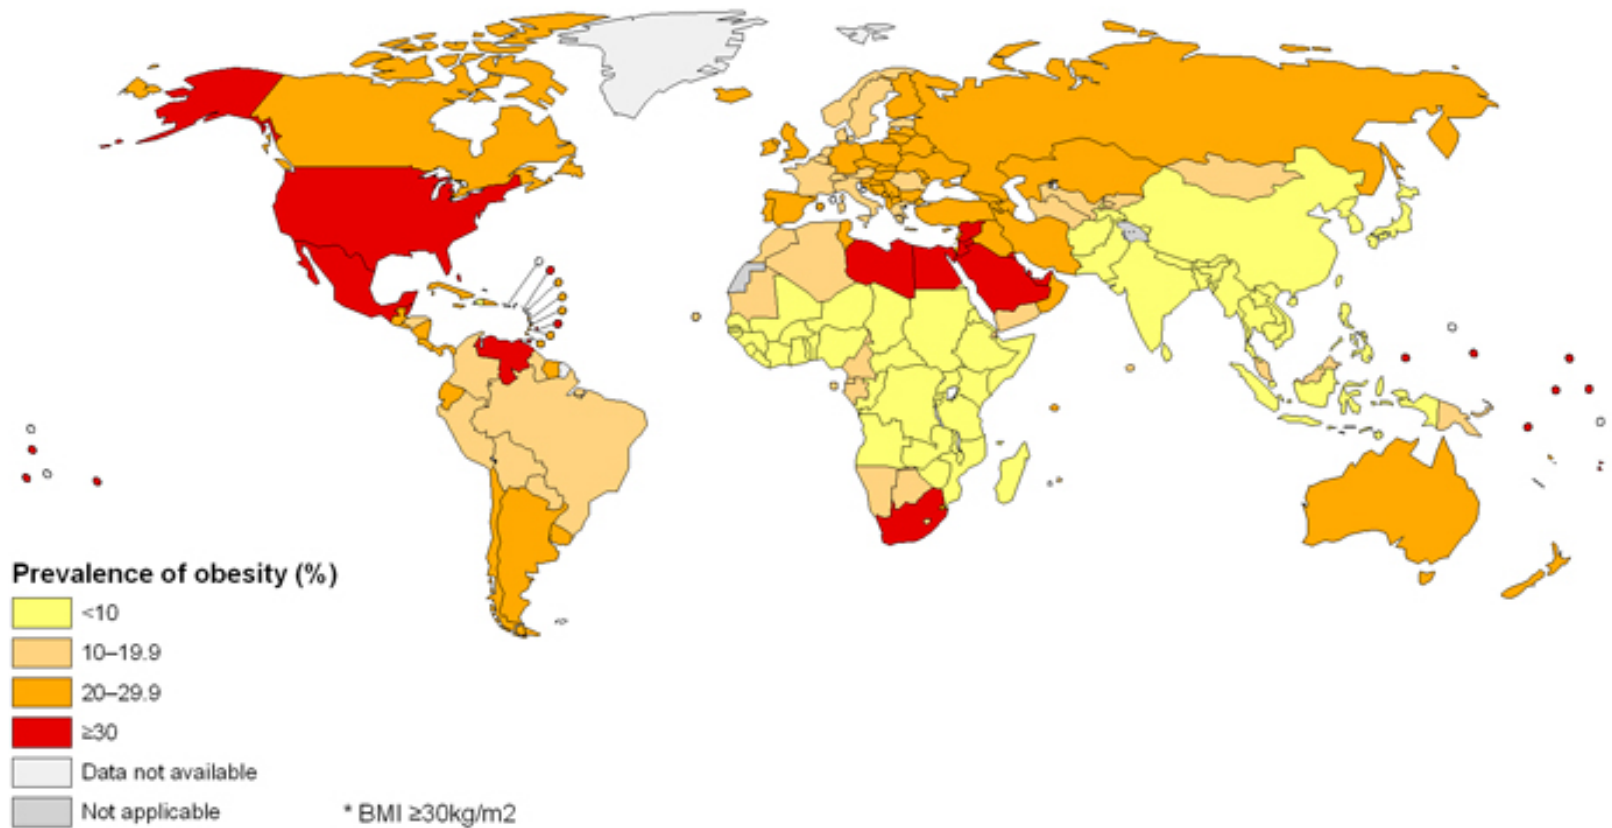 Prevalence of obesity (%)
<10
10–19.9
20–29.9
≥30
Data not available
Not applicable
* BMI ≥30kg/m2